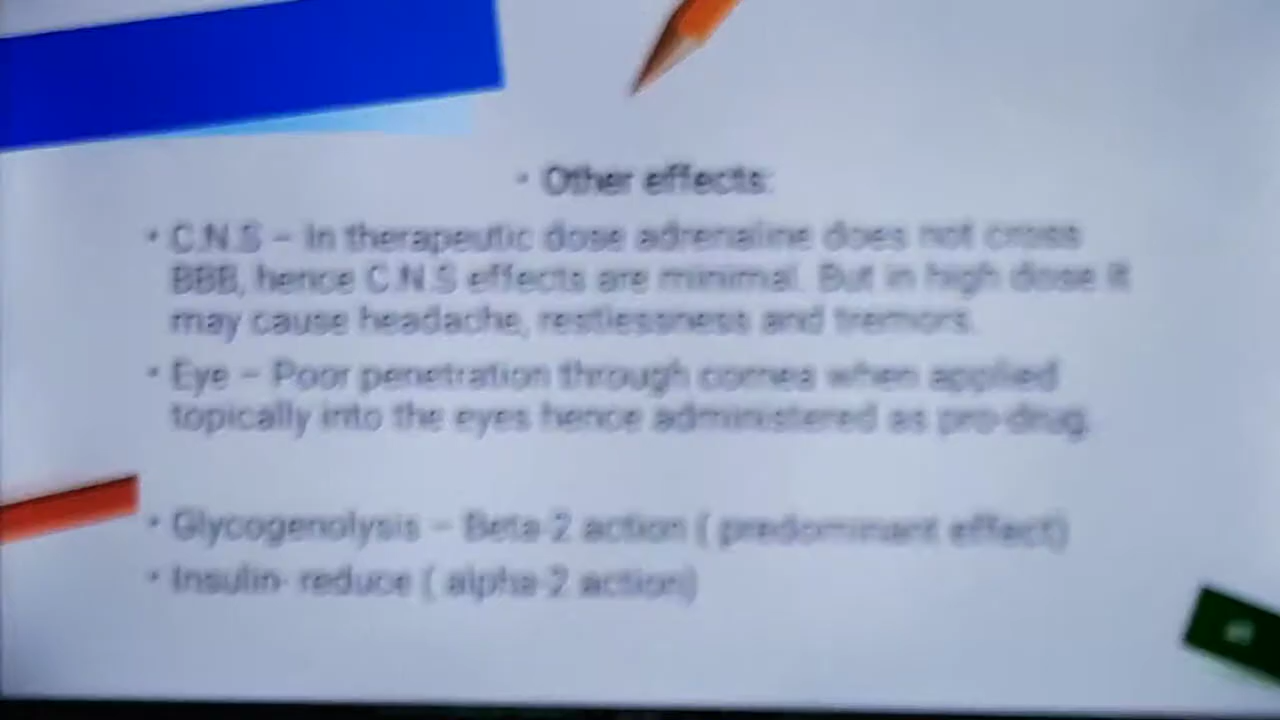 • Other effects:
• C.N.S – In therapeutic dose adrenaline does not cross
BBB, hence C.N.S effects are minimal. But in high dose it
may cause headache, restlessness and tremors.
• Eye – Poor penetration through cornea when applied
topically into the eyes hence administered as pro-drug.
• Glycogenolysis – Beta-2 action ( predominant effect)
• Insulin- reduce ( alpha-2 action)